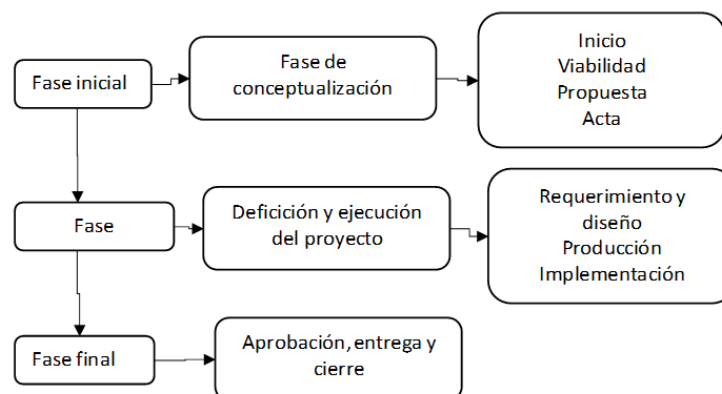 Fase inicial
Fase de
conceptualización
Inicio
Viabilidad
Propuesta
Acta
Fase
Deficición y ejecución
del proyecto
Requerimiento y
diseño
Producción
Implementación
Fase final
Aprobación, entrega y
cierre